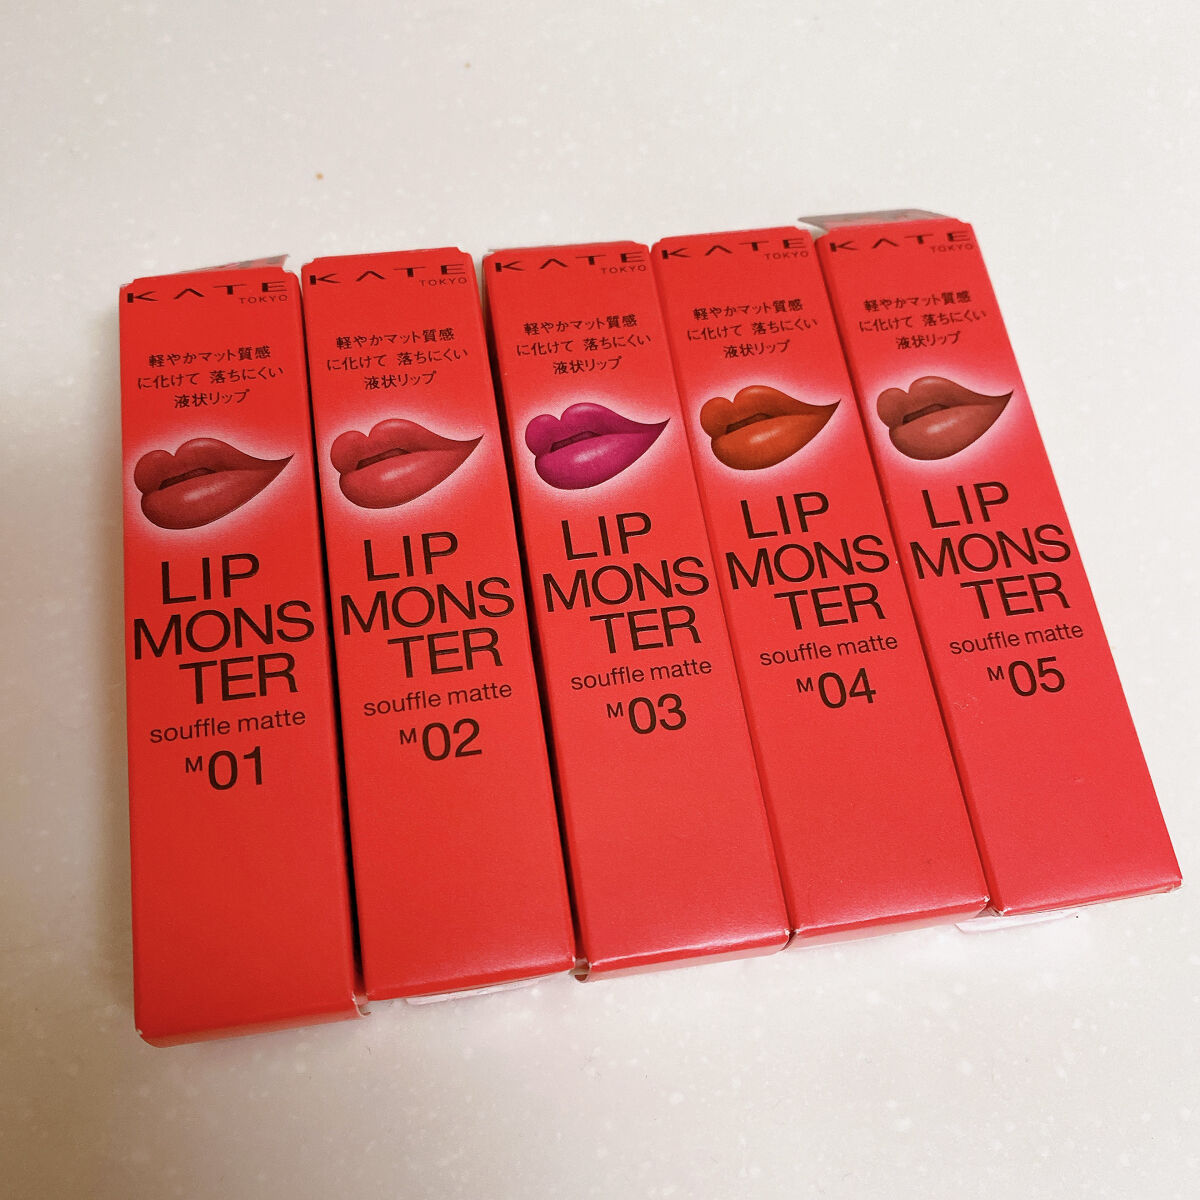 KATE
TOKYO
軽やかマット質感
に化けて 落ちにくい
液状リップ
LIP
MONS
TER
souffle matte
M01
KATE
TOKYO
軽やかマット質感
に化けて 落ちにくい
液状リップ
LIP
MONS
TER
souffle matte
M02
KATE
TOKYO
軽やかマット質感
に化けて 落ちにくい
液状リップ
LIP
MONS
TER
souffle matte
M03
KATE
TOKYO
軽やかマット質感
に化けて 落ちにくい
液状リップ
LIP
MONS
TER
souffle matte
M04
KATE
TOKYO
軽やかマット質感
に化けて 落ちにくい
液状リップ
LIP
MONS
TER
souffle matte
M05